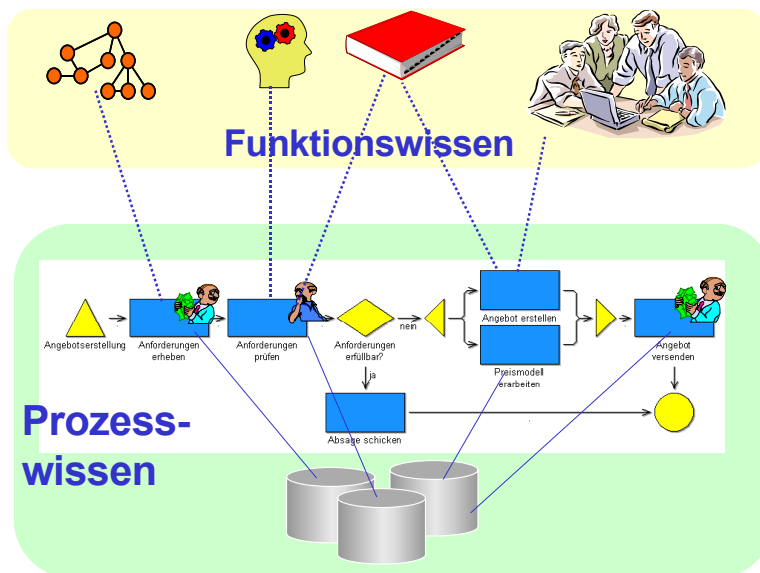 Funktionswissen
Angebotserstellung
Anforderungen
erheben
Anforderungen
prüfen
Anforderungen
erfüllbar?
nein
ja
Angebot erstellen
Preismodell
erarbeiten
Angebot
versenden
Absage schicken
Prozess-
wissen